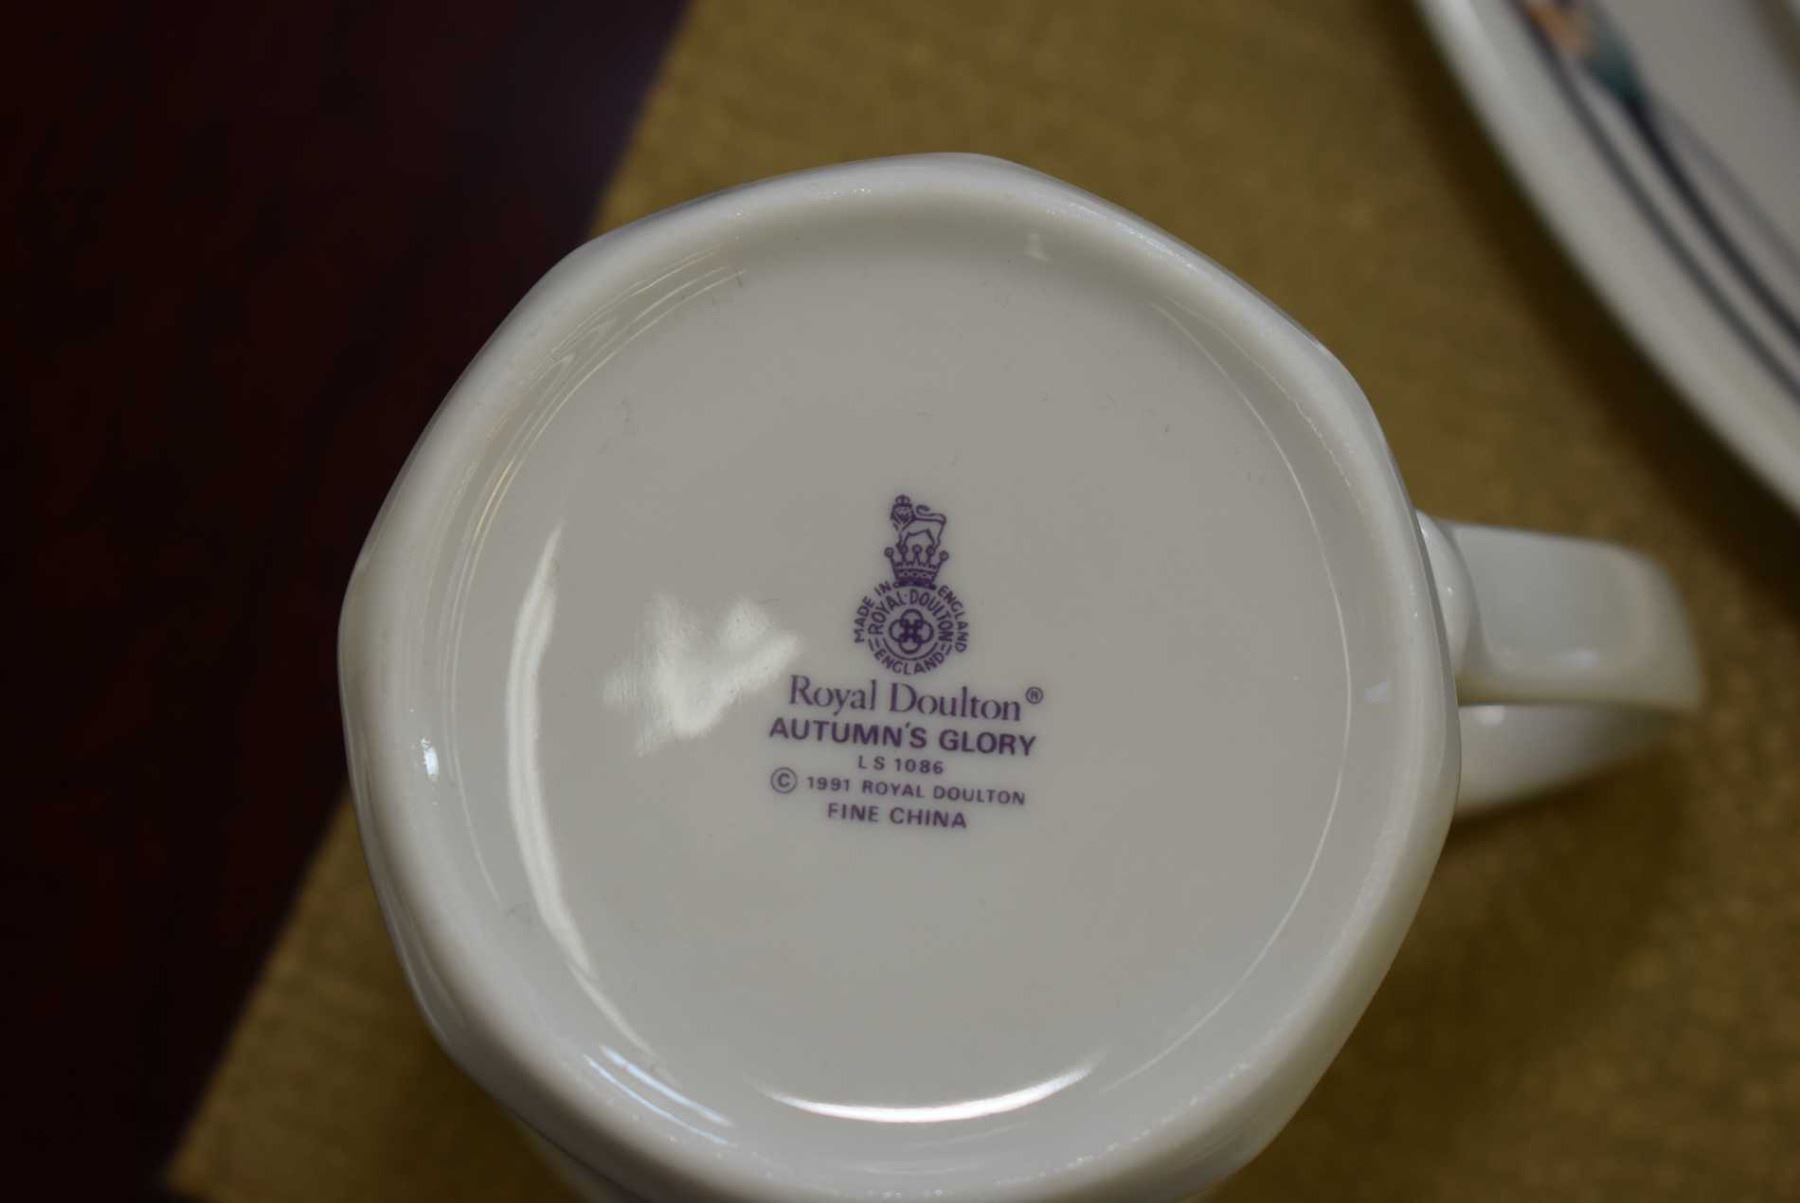 MADE IN ENGLAND
ROYAL·DOULTON
ENGLAND
Royal Doulton®
AUTUMN'S GLORY
LS 1086
© 1991 ROYAL DOULTON
FINE CHINA